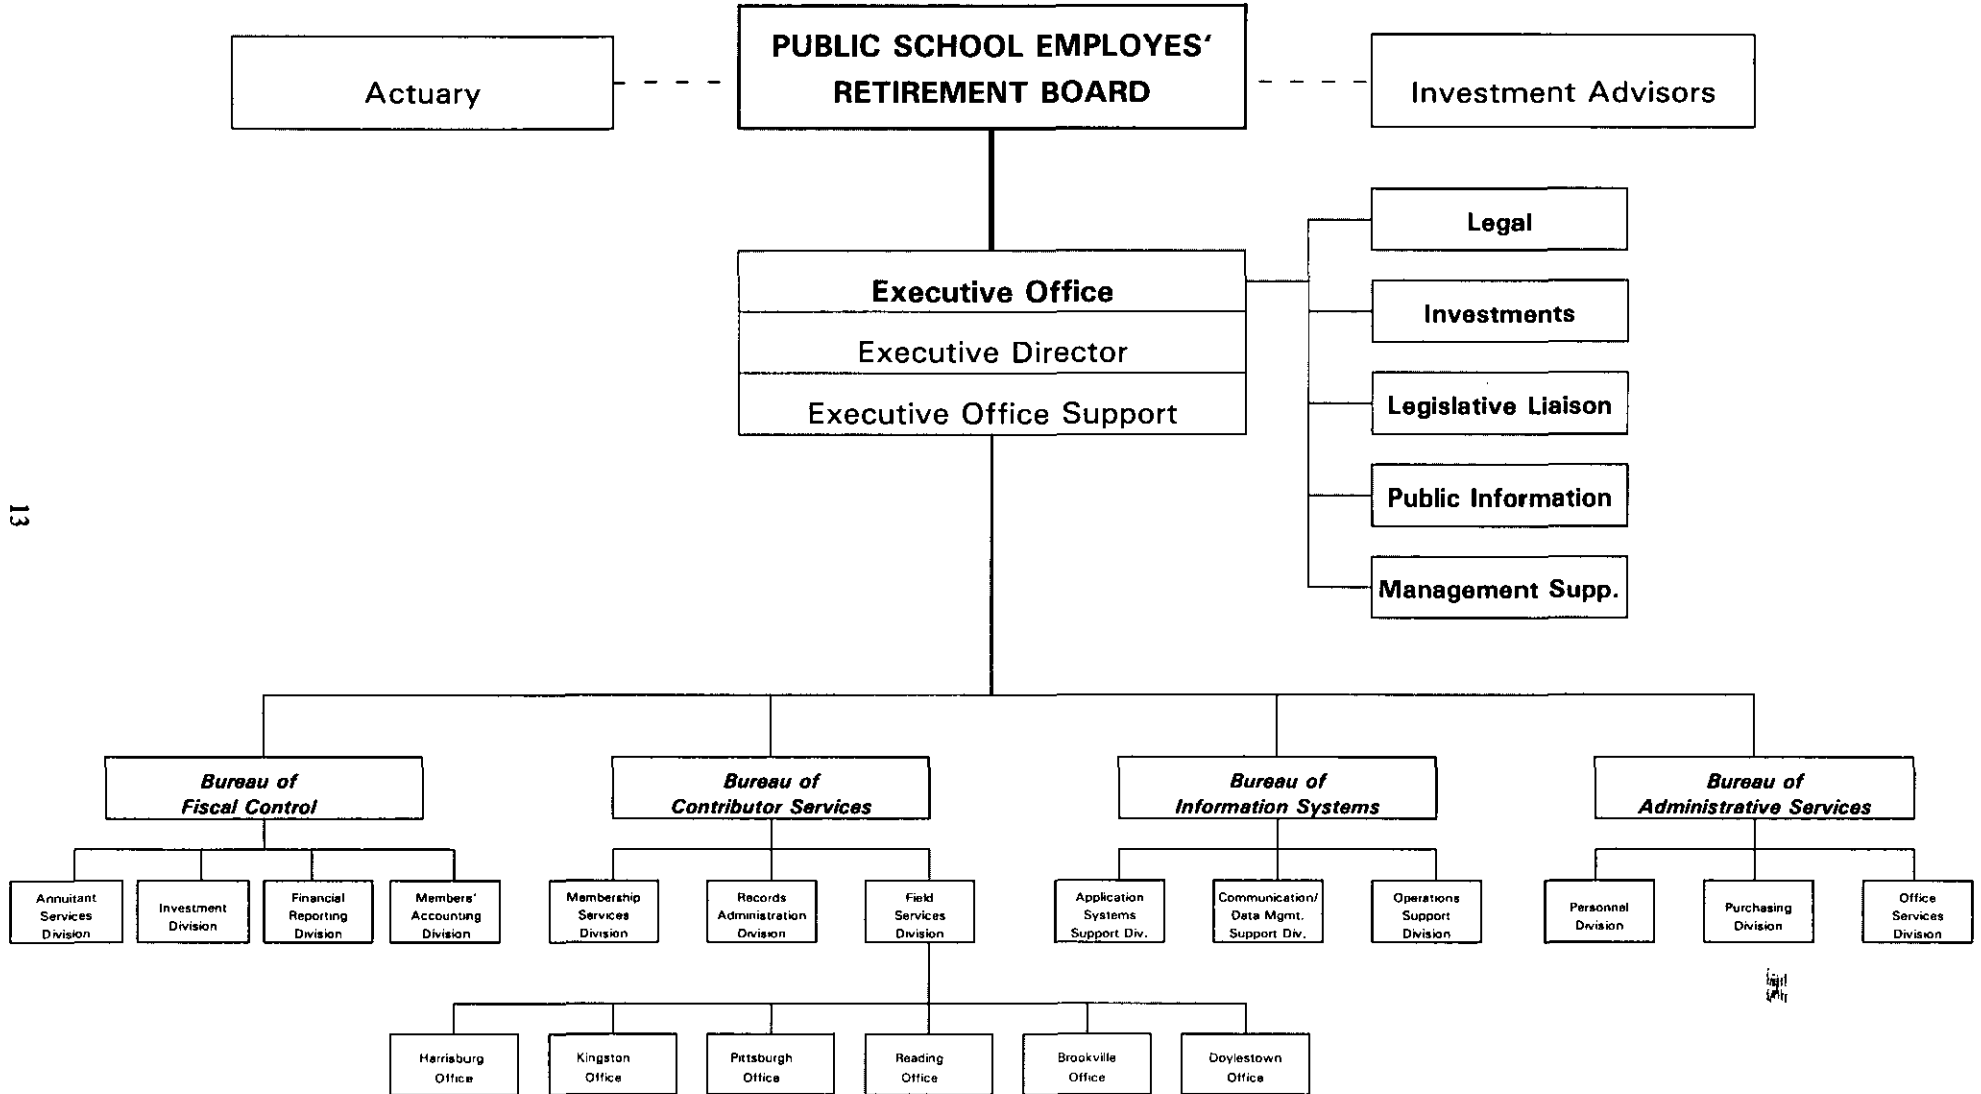 Actuary
PUBLIC SCHOOL EMPLOYES'
RETIREMENT BOARD
Investment Advisors
Executive Office
Executive Director
Executive Office Support
Legal
Investments
Legislative Liaison
Public Information
Management Supp.
13
Bureau of
Fiscal Control
Bureau of
Contributor Services
Bureau of
Information Systems
Bureau of
Administrative Services
Annuitant
Services
Division
Investment
Division
Financial
Reporting
Division
Members'
Accounting
Division
Membership
Services
Division
Records
Administration
Division
Field
Services
Division
Application
Systems
Support Div.
Communication/
Data Mgmt.
Support Div.
Operations
Support
Division
Personnel
Division
Purchasing
Division
Office
Services
Division
Harrisburg
Office
Kingston
Office
Pittsburgh
Office
Reading
Office
Brookville
Office
Doylestown
Office